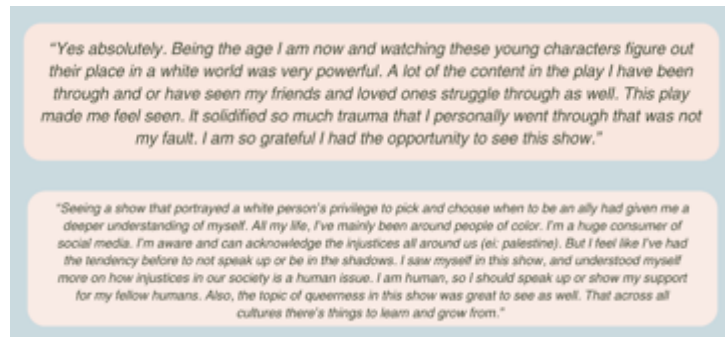 "Yes absolutely. Being the age I am now and watching these young characters figure out
their place in a white world was very powerful. A lot of the content in the play I have been
through and or have seen my friends and loved ones struggle through as well. This play
made me feel seen. It solidified so much trauma that I personally went through that was not
my fault. I am so grateful I had the opportunity to see this show."
"Seeing a show that portrayed a white person's privilege to pick and choose when to be an ally had given me a
deeper understanding of myself. All my life, I've mainly been around people of color. I'm a huge consumer of
social media. I'm aware and can acknowledge the injustices all around us (ei: palestine). But I feel like I've had
the tendency before to not speak up or be in the shadows. I saw myself in this show, and understood myself
more on how injustices in our society is a human issue. I am human, so I should speak up or show my support
for my fellow humans. Also, the topic of queerness in this show was great to see as well. That across all
cultures there's things to learn and grow from."